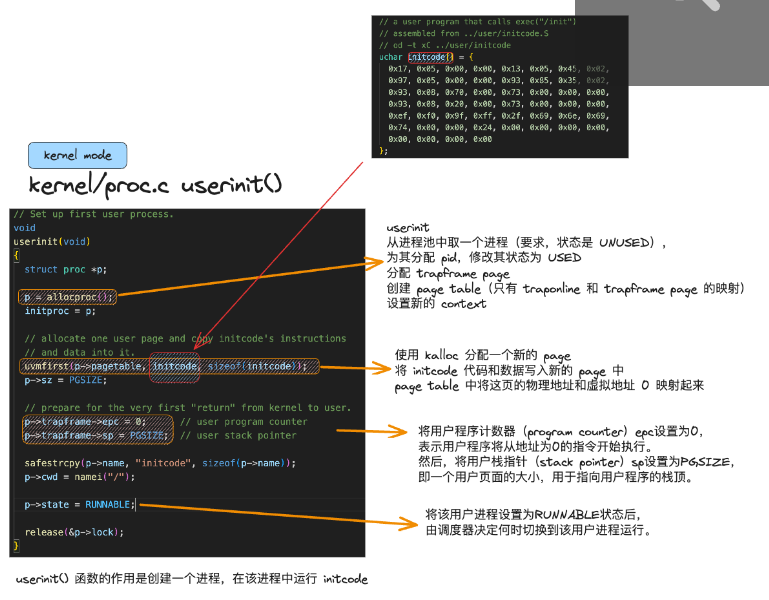 // a user program that calls exec("/init")
// assembled from ../user/initcode.S
// od -t xC ../user/initcode
uchar initcode[] = {
0x17, 0x05, 0x00, 0x00, 0x13, 0x05, 0x45, 0x02,
0x97, 0x05, 0x00, 0x00, 0x93, 0x85, 0x35, 0x02,
0x93, 0x08, 0x70, 0x00, 0x73, 0x00, 0x00, 0x00,
0x93, 0x08, 0x20, 0x00, 0x73, 0x00, 0x00, 0x00,
0xef, 0xf0, 0x9f, 0xff, 0x2f, 0x69, 0x6e, 0x69,
0x74, 0x00, 0x00, 0x24, 0x00, 0x00, 0x00, 0x00,
0x00, 0x00, 0x00, 0x00
};
kernel mode
kernel/proc.c userinit()
// Set up first user process.
void
userinit(void)
{
struct proc *p;
p = allocproc();
initproc = p;
// allocate one user page and copy initcode's instructions
// and data into it.
uvmfirst(p->pagetable, initcode, sizeof(initcode));
p->sz = PGSIZE;
// prepare for the very first "return" from kernel to user.
p->trapframe->epc = 0; // user program counter
p->trapframe->sp = PGSIZE; // user stack pointer
safestrcpy(p->name, "initcode", sizeof(p->name));
p->cwd = namei("/");
p->state = RUNNABLE;
release(&p->lock);
}
userinit
从进程池中取一个进程（要求，状态是 UNUSED），
为其分配 pid，修改其状态为 USED
分配 trapframe page
创建 page table（只有 traponline 和 trapframe page 的映射）
设置新的 context
使用 kalloc 分配一个新的 page
将 initcode 代码和数据写入新的 page 中
page table 中将这页的物理地址和虚拟地址 0 映射起来
将用户程序计数器（program counter）epc设置为0，
表示用户程序将从地址为0的指令开始执行。
然后，将用户栈指针（stack pointer）sp设置为PGSIZE，
即一个用户页面的大小，用于指向用户程序的栈顶。
将该用户进程设置为RUNNABLE状态后，
由调度器决定何时切换到该用户进程运行。
userinit() 函数的作用是创建一个进程，在该进程中运行 initcode